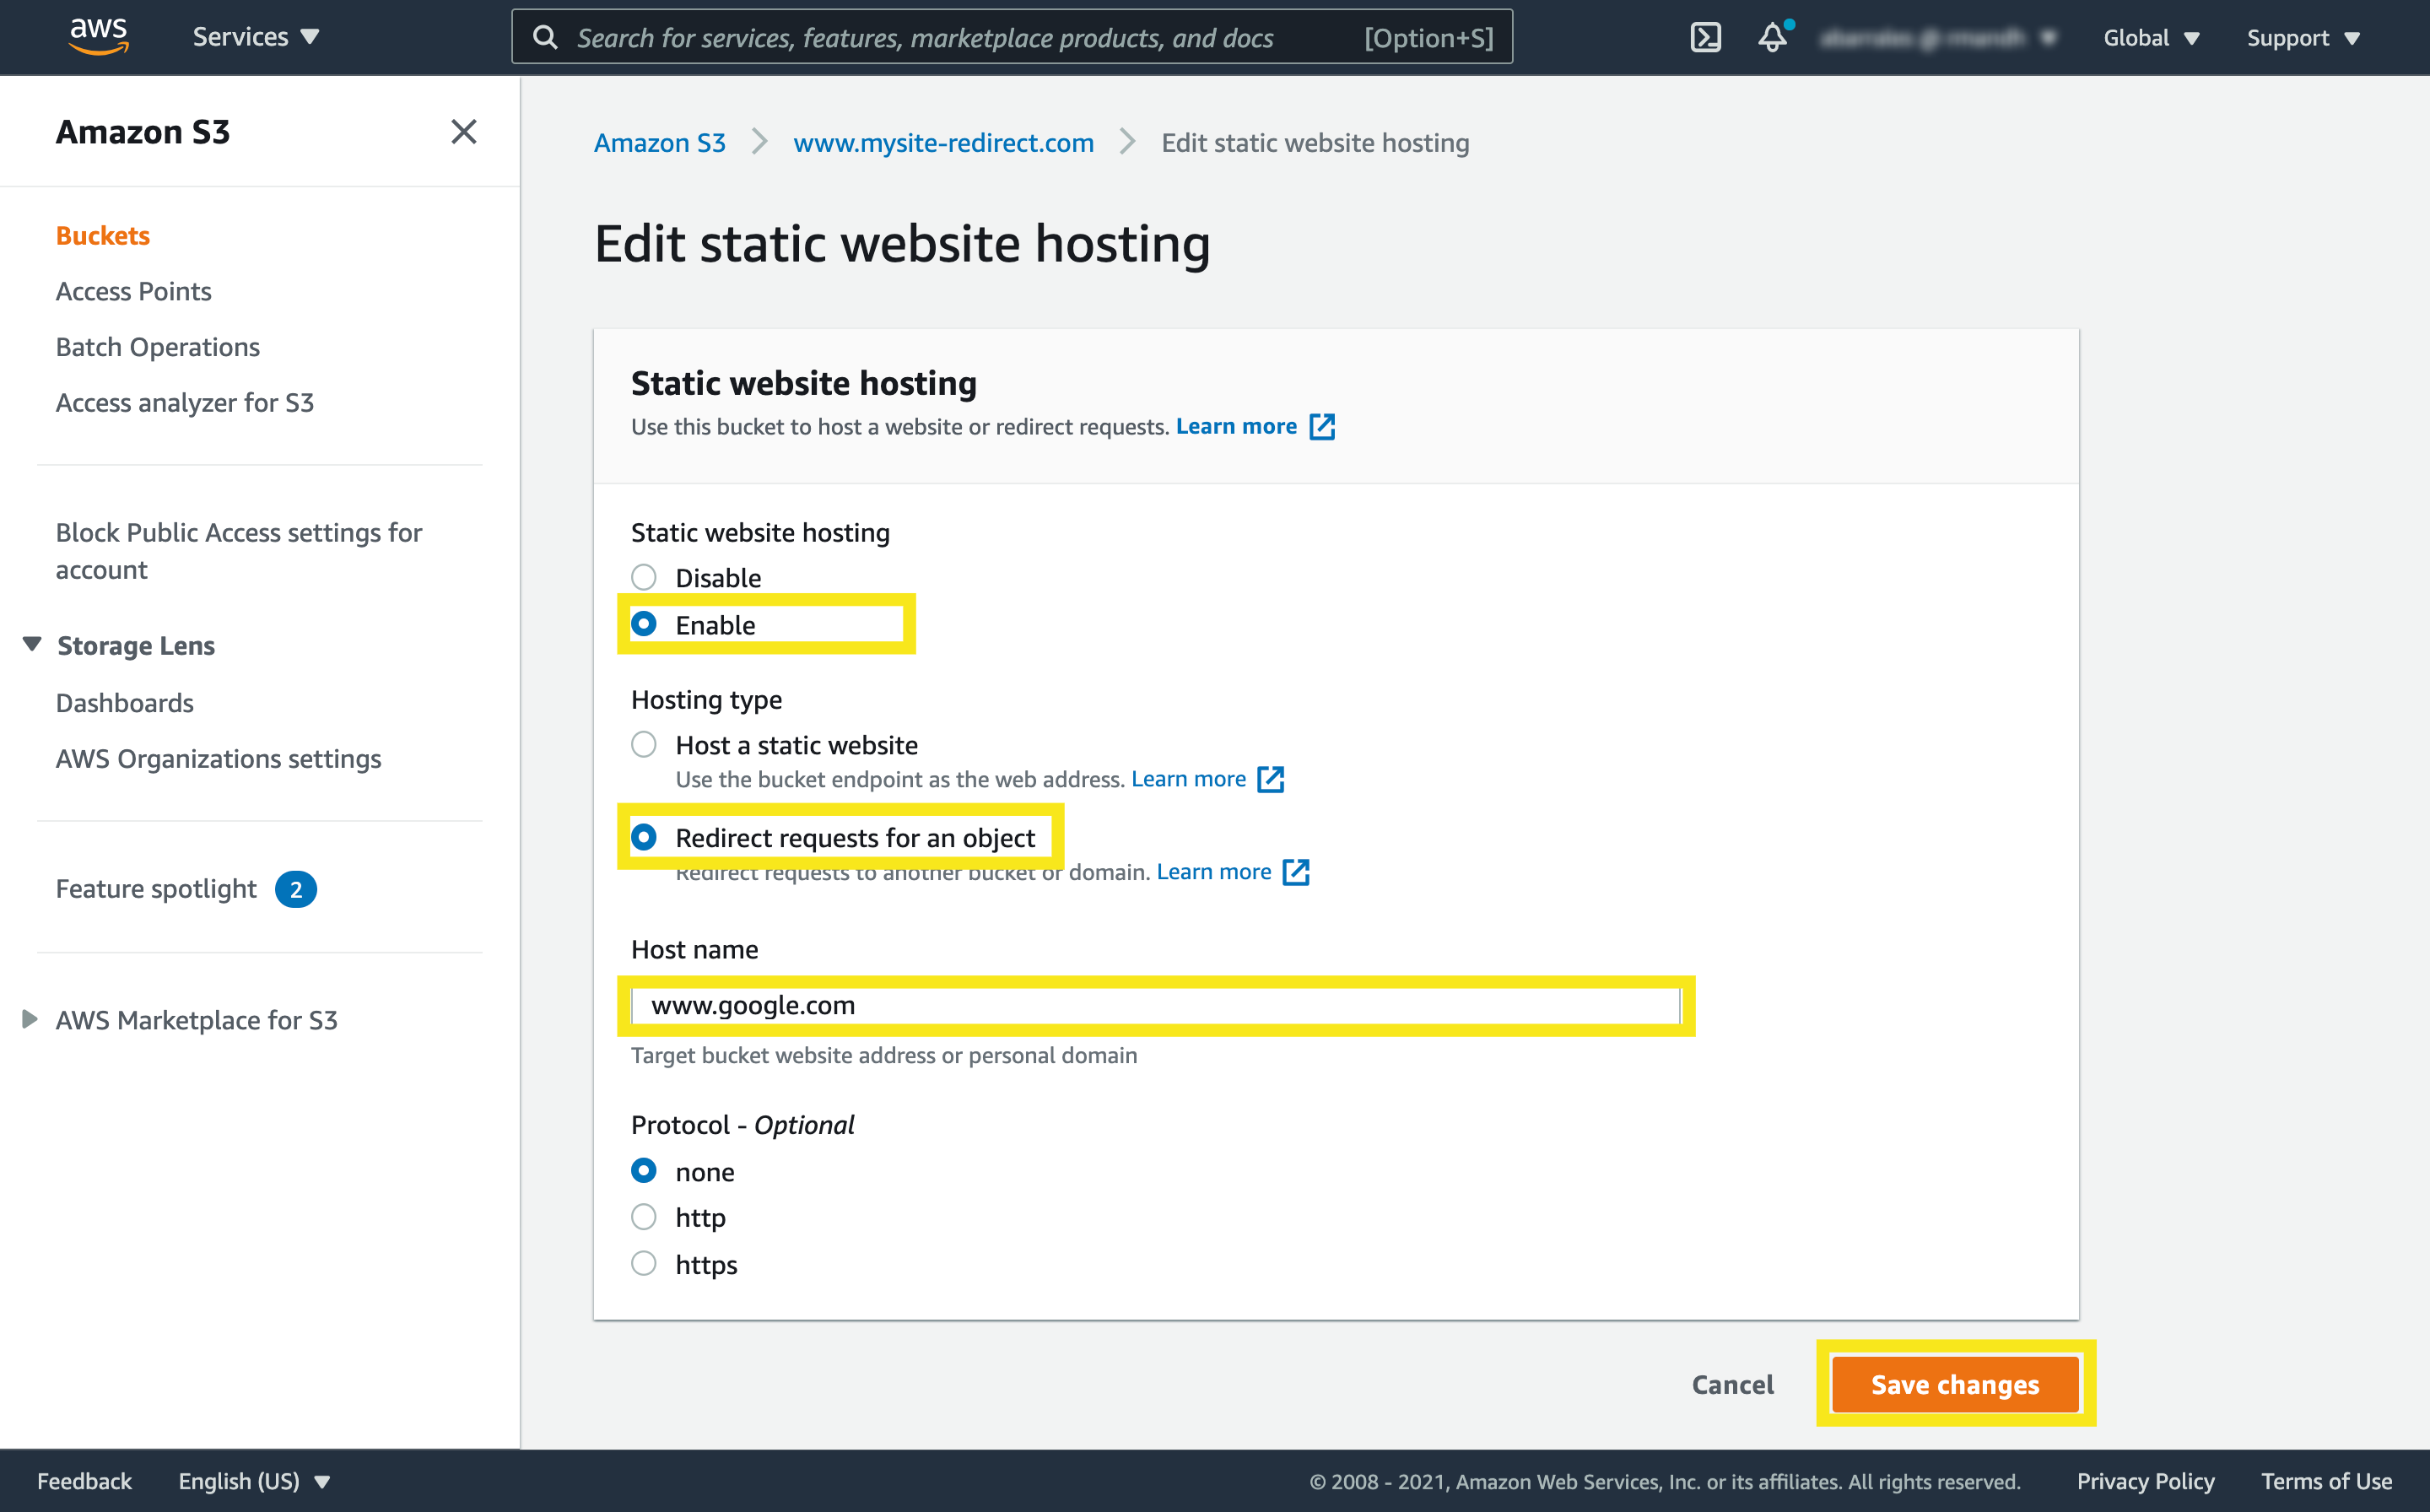 aws
Services
Search for services, features, marketplace products, and docs [Option+S]
Global
Support
Amazon S3
Buckets
Access Points
Batch Operations
Access analyzer for S3
Block Public Access settings for
account
Storage Lens
Dashboards
AWS Organizations settings
Feature spotlight 2
AWS Marketplace for S3
Amazon S3 > www.mysite-redirect.com > Edit static website hosting
Edit static website hosting
Static website hosting
Use this bucket to host a website or redirect requests. Learn more
Static website hosting
Disable
Enable
Hosting type
Host a static website
Use the bucket endpoint as the web address. Learn more
Redirect requests for an object
Redirect requests to another bucket or domain. Learn more
Host name
www.google.com
Target bucket website address or personal domain
Protocol - Optional
none
http
https
Cancel
Save changes
Feedback
English (US)
© 2008 - 2021, Amazon Web Services, Inc. or its affiliates. All rights reserved.
Privacy Policy
Terms of Use